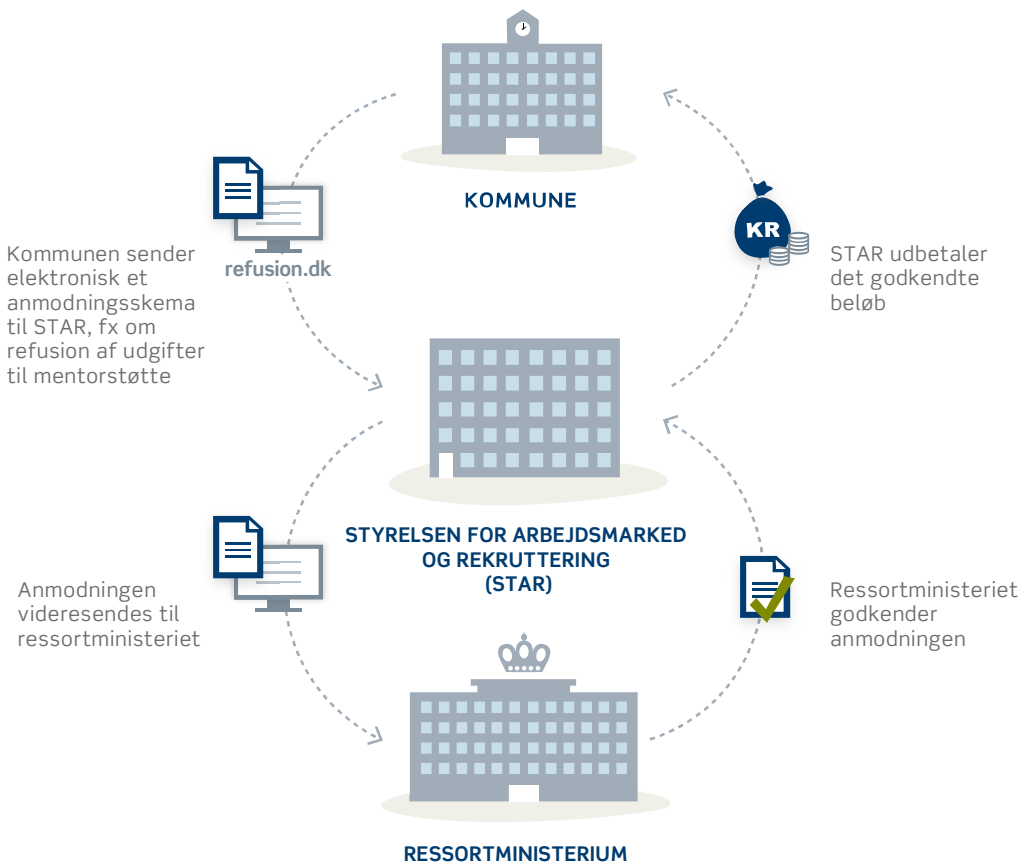 KOMMUNE
Kommunen sender
elektronisk et
anmodningsskema
til STAR, fx om
refusion af udgifter
til mentorstøtte
refusion.dk
KR
STAR udbetaler
det godkendte
beløb
STYRELSEN FOR ARBEJDSMARKED
OG REKRUTTERING
(STAR)
Anmodningen
videresendes til
ressortministeriet
Ressortministeriet
godkender
anmodningen
RESSORTMINISTERIUM